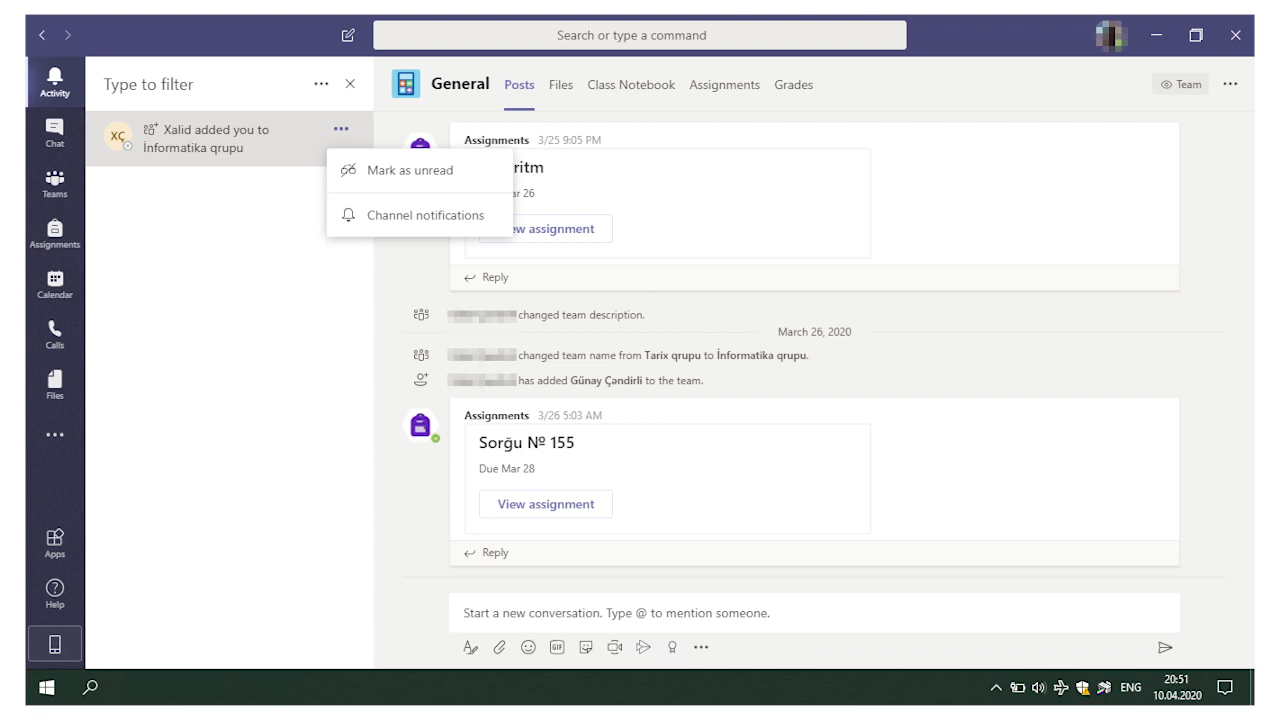 Search or type a command
Activity
Chat
Teams
Assignments
Calendar
Calls
Files
Apps
Help
Type to filter
XÇ
Xalid added you to
İnformatika qrupu
Mark as unread
Channel notifications
General Posts Files Class Notebook Assignments Grades
Team
Assignments 3/25 9:05 PM
ritm
ar 26
ew assignment
Reply
changed team description.
March 26, 2020
changed team name from Tarix qrupu to İnformatika qrupu.
has added Günay Çəndirli to the team.
Assignments 3/26 5:03 AM
Sorğu № 155
Due Mar 28
View assignment
Reply
Start a new conversation. Type @ to mention someone.
GIF
ENG
20:51
10.04.2020